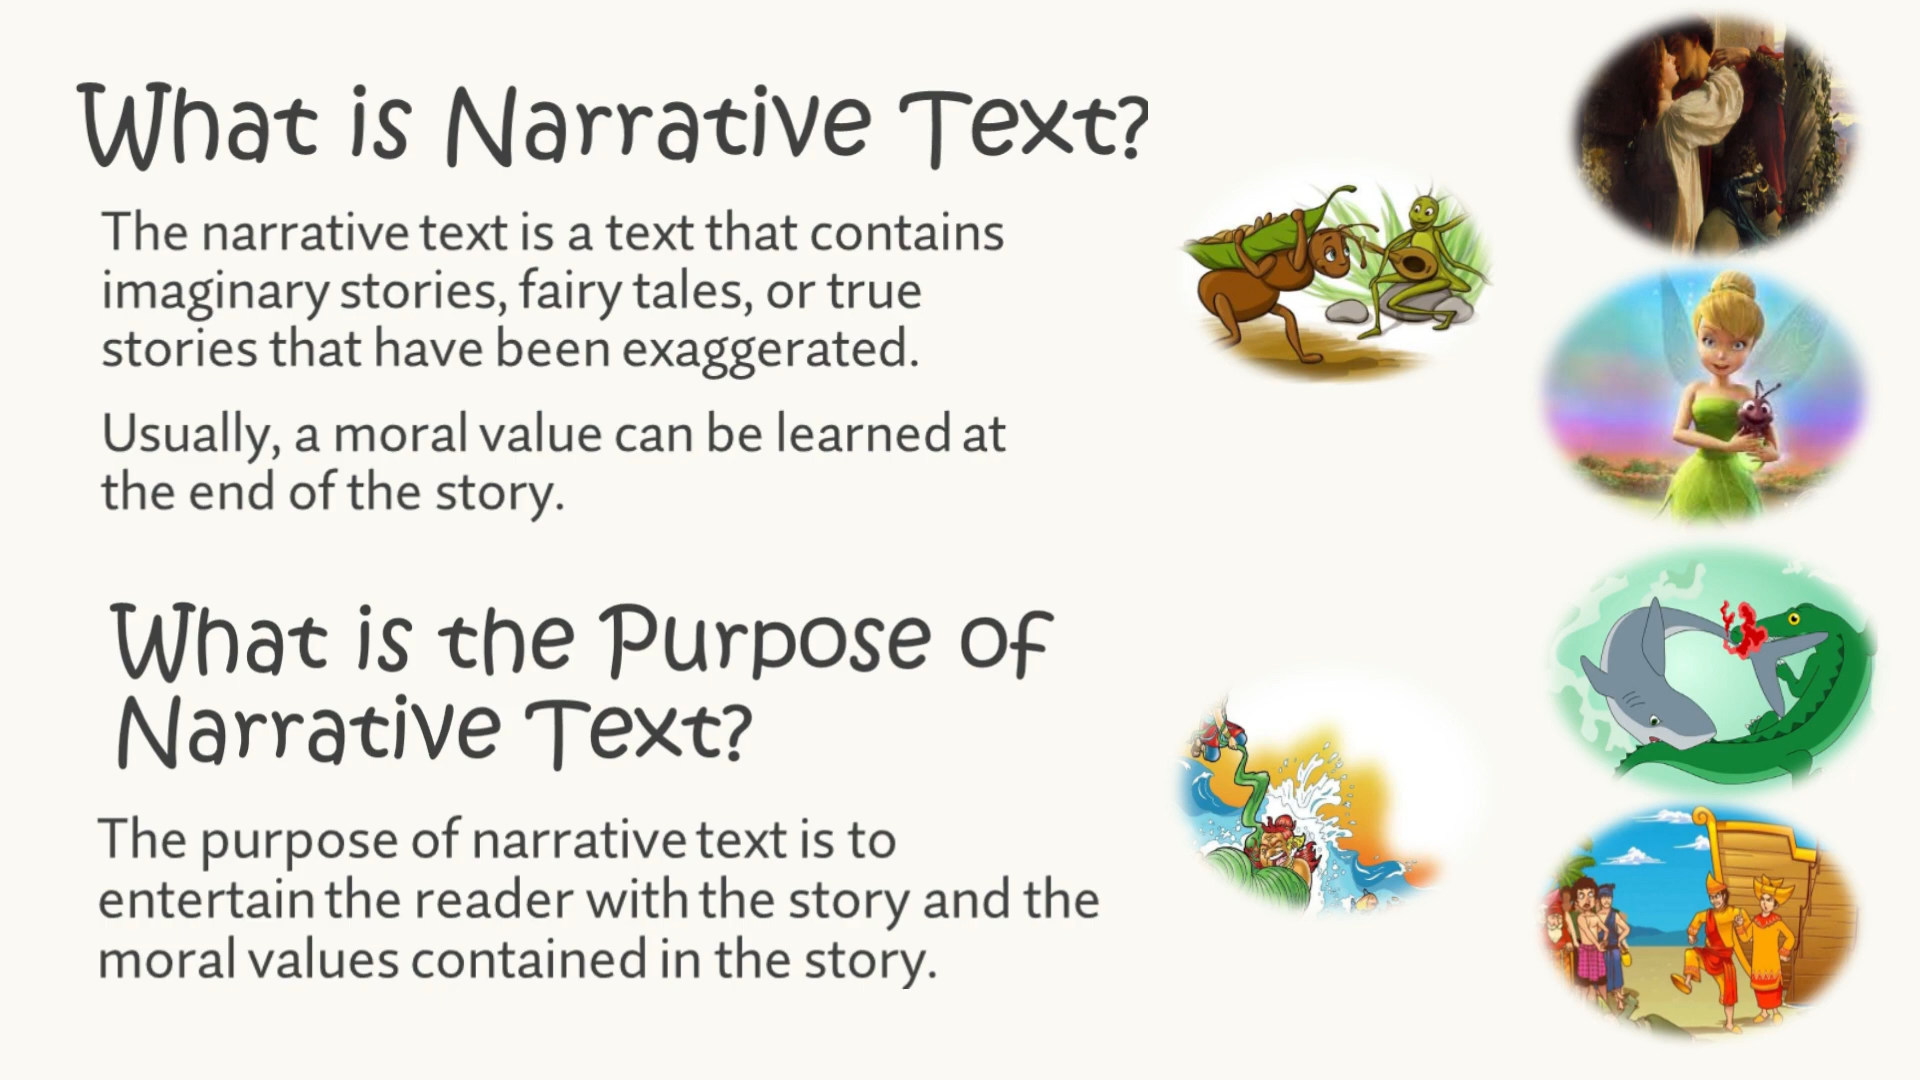 What is Narrative Text?
The narrative text is a text that contains
imaginary stories, fairy tales, or true
stories that have been exaggerated.
Usually, a moral value can be learned at
the end of the story.
What is the Purpose of
Narrative Text?
The purpose of narrative text is to
entertain the reader with the story and the
moral values contained in the story.